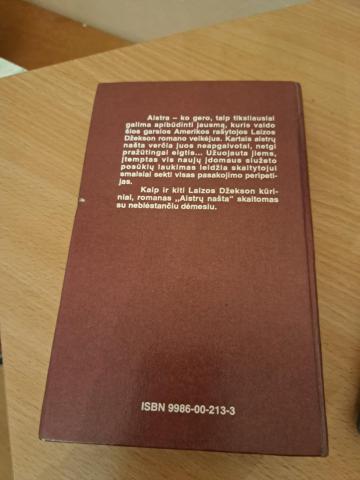 Aistra – ko gero, taip tiksliausiai
galima apibūdinti jausmą, kuris valdo
šios garsios Amerikos rašytojos Laizos
Džekson romano veikėjus. Kartais aistrų
našta verčia juos neapgalvotai, netgi
pražūtingai elgtis... Užuojauta jiems,
įtemptas vis naujų įdomaus siužeto
posūkių laukimas leidžia skaitytojui
smalsiai sekti visas pasakojimo peripeti-
jas.
Kaip ir kiti Laizos Džekson kūri-
niai, romanas „Aistrų našta" skaitomas
su neblėstančiu dėmesiu.
ISBN 9986-00-213-3